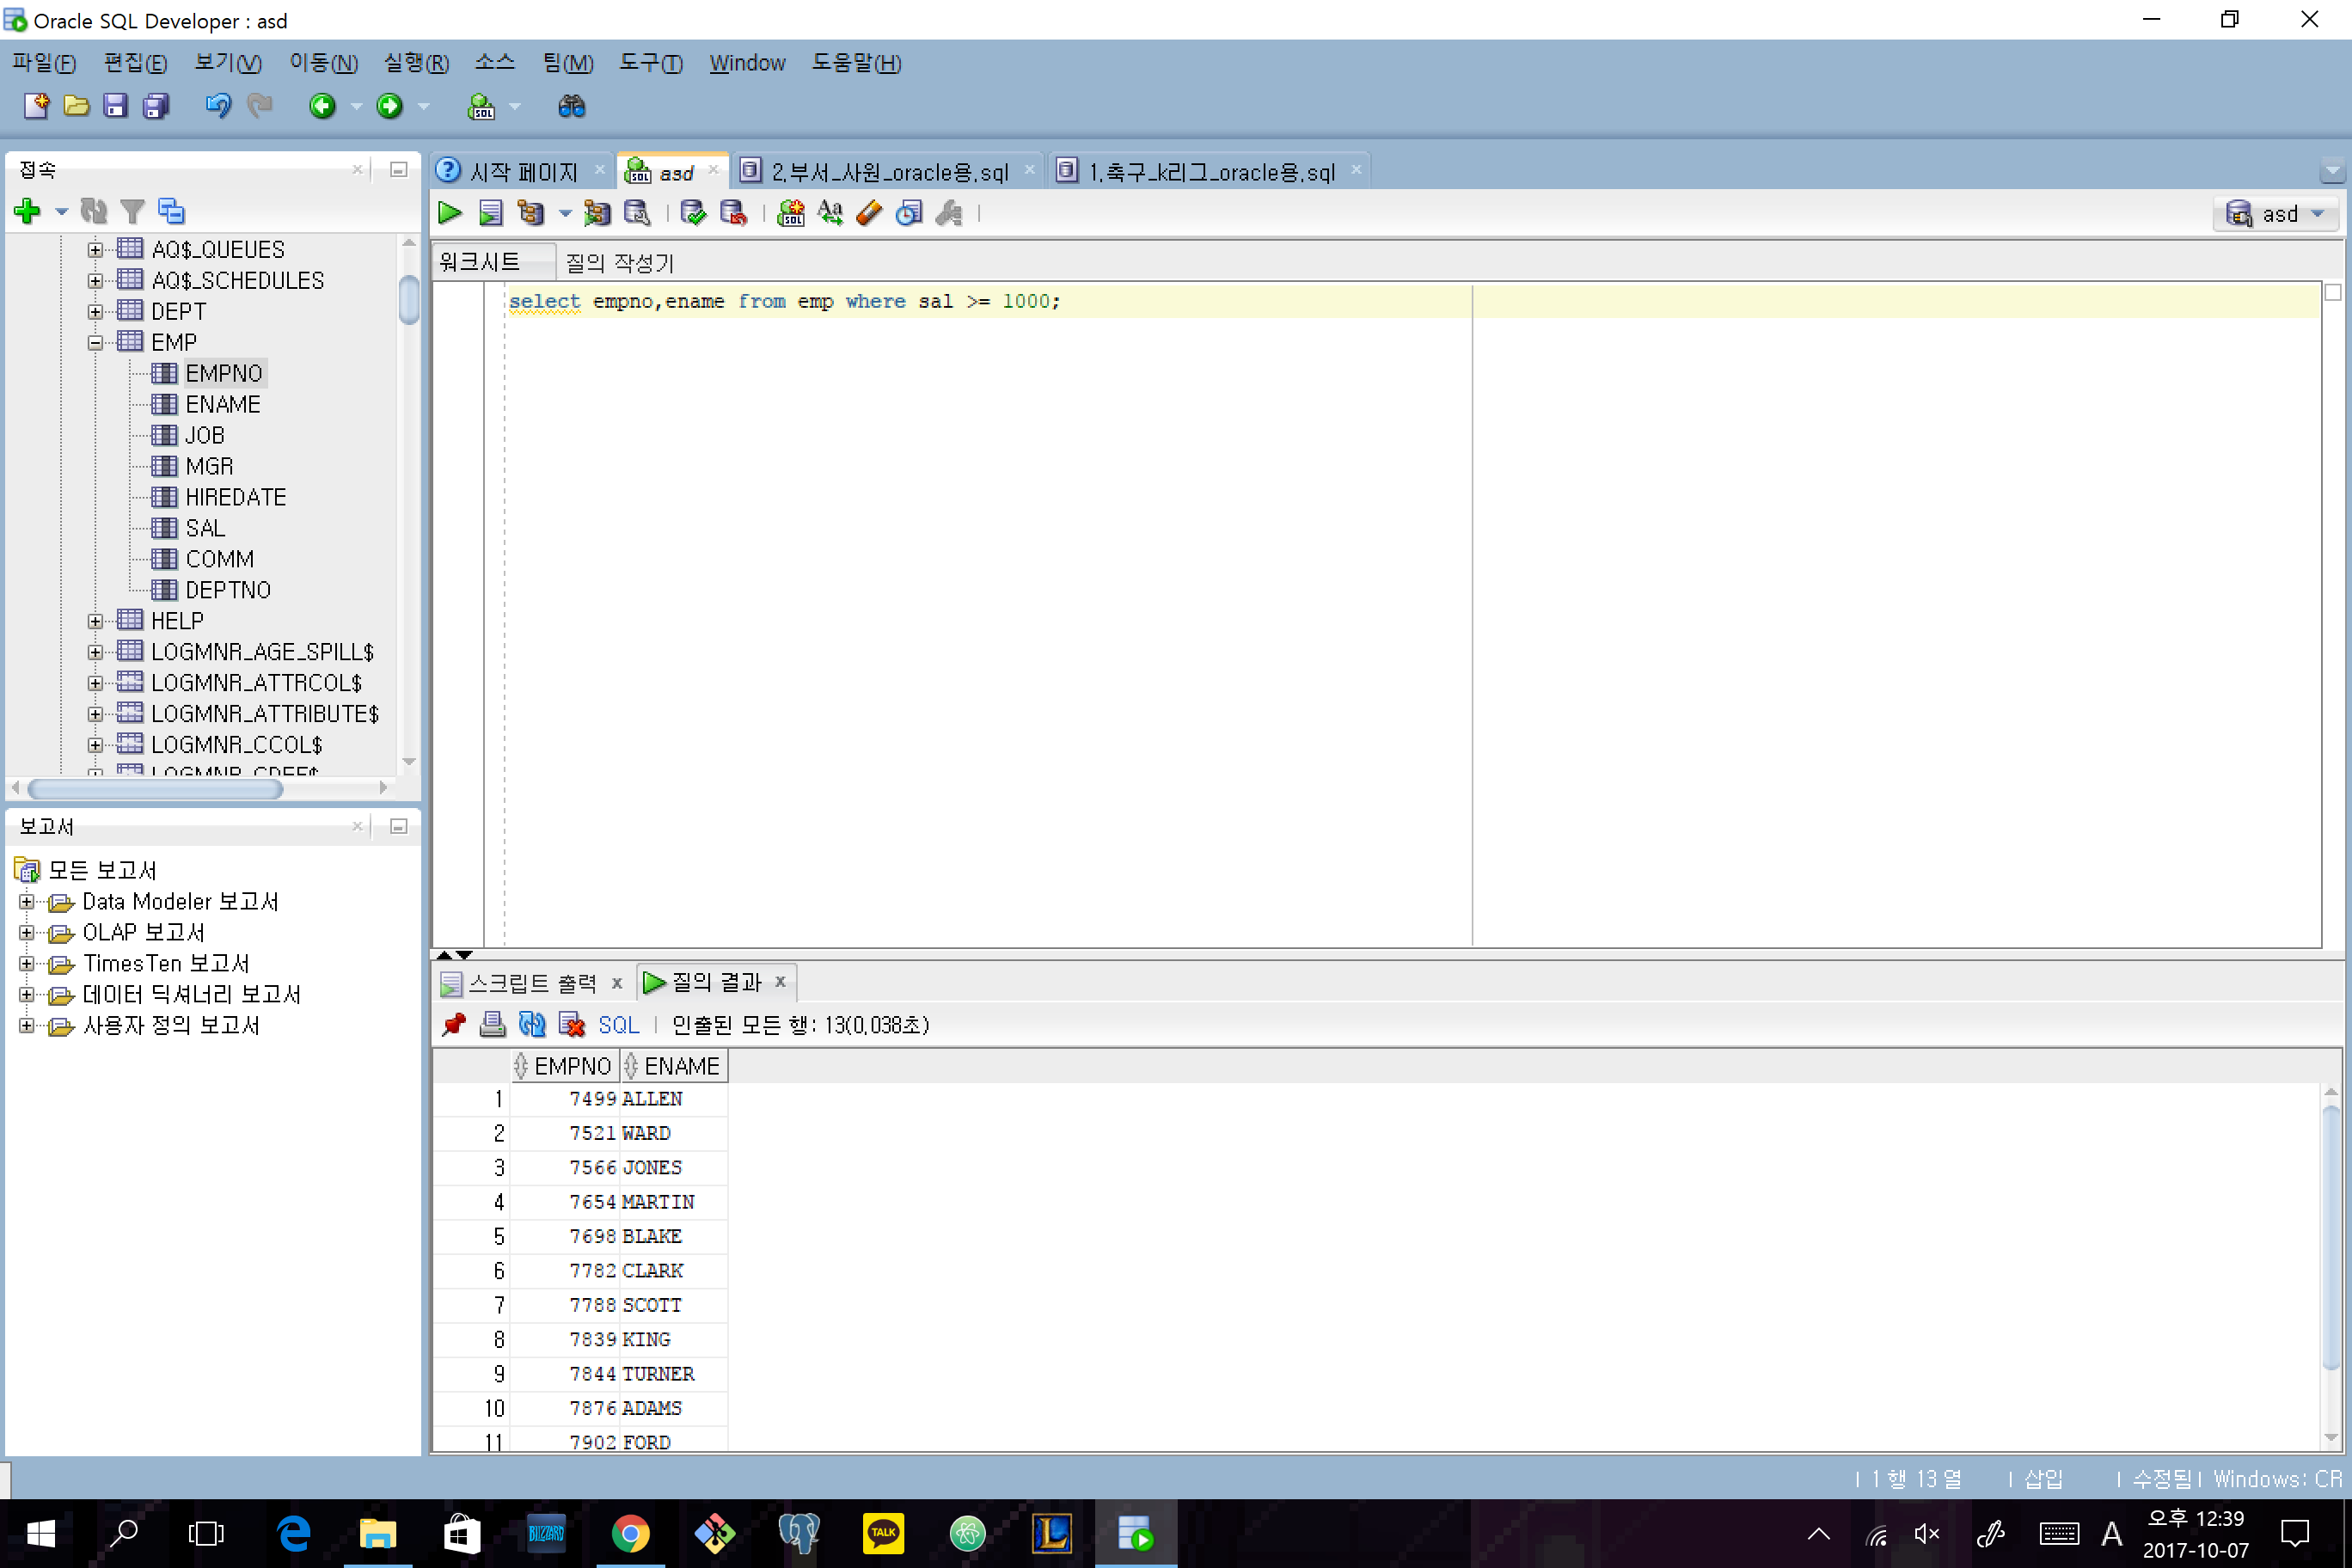 Oracle SQL Developer : asd
파일(F) 편집(E) 보기(V) 이동(N) 실행(R) 소스 팀(M) 도구(T) Window 도움말(H)
접속
AQ$_QUEUES
AQ$_SCHEDULES
DEPT
EMP
EMPNO
ENAME
JOB
MGR
HIREDATE
SAL
COMM
DEPTNO
HELP
LOGMNR_AGE_SPILL$
LOGMNR_ATTRCOL$
LOGMNR_ATTRIBUTE$
LOGMNR_CCOL$
LOGMNR_CDEF$
보고서
모든 보고서
Data Modeler 보고서
OLAP 보고서
TimesTen 보고서
데이터 딕셔너리 보고서
사용자 정의 보고서
시작 페이지 asd 2.부서_사원_oracle용.sql 1.축구_k리그_oracle용.sql
asd
워크시트 질의 작성기
select empno,ename from emp where sal >= 1000;
스크립트 출력 x 질의 결과 x
SQL 인출된 모든 행: 13(0.038초)
EMPNO ENAME
1 7499 ALLEN
2 7521 WARD
3 7566 JONES
4 7654 MARTIN
5 7698 BLAKE
6 7782 CLARK
7 7788 SCOTT
8 7839 KING
9 7844 TURNER
10 7876 ADAMS
11 7902 FORD
1 행 13 열 삽입 수정됨 Windows: CR
BLIZZARD
TALK
A
오후 12:39
2017-10-07